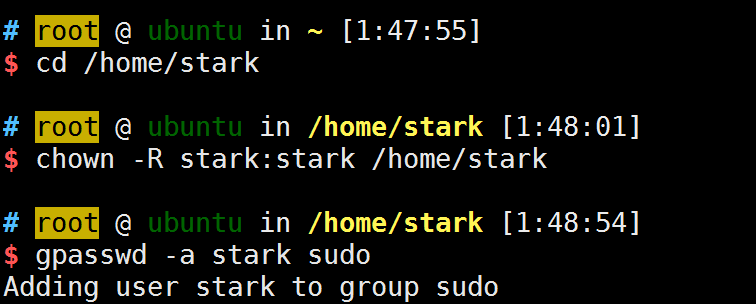 # root @ ubuntu in ~ [1:47:55]
$ cd /home/stark
# root @ ubuntu in /home/stark [1:48:01]
$ chown -R stark:stark /home/stark
# root @ ubuntu in /home/stark [1:48:54]
$ gpasswd -a stark sudo
Adding user stark to group sudo